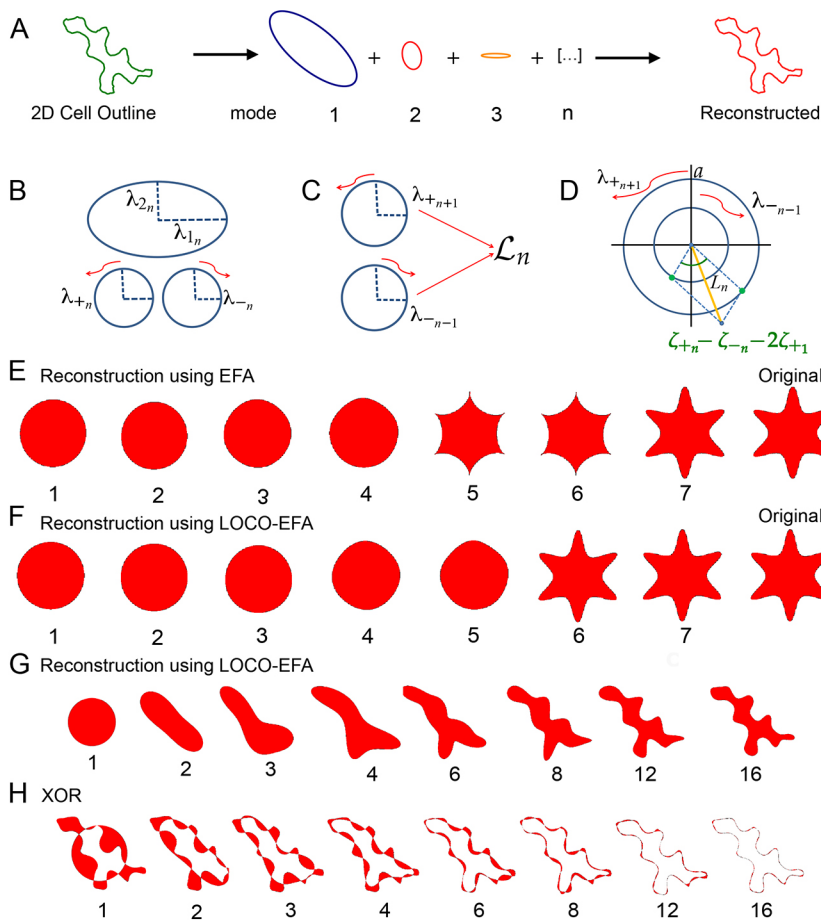 A
+ + + [...]
2D Cell Outline mode 1 2 3 n Reconstructed
B C D
λ2n λ1n
λ+n λ−n
λ+n+1 λ−n−1 ℒn
λ+n+1 a λ−n−1
Ln
ζ+n − ζ−n − 2ζ+1
E Reconstruction using EFA Original
1 2 3 4 5 6 7
F Reconstruction using LOCO-EFA Original
1 2 3 4 5 6 7
G Reconstruction using LOCO-EFA
1 2 3 4 6 8 12 16
H XOR
1 2 3 4 6 8 12 16